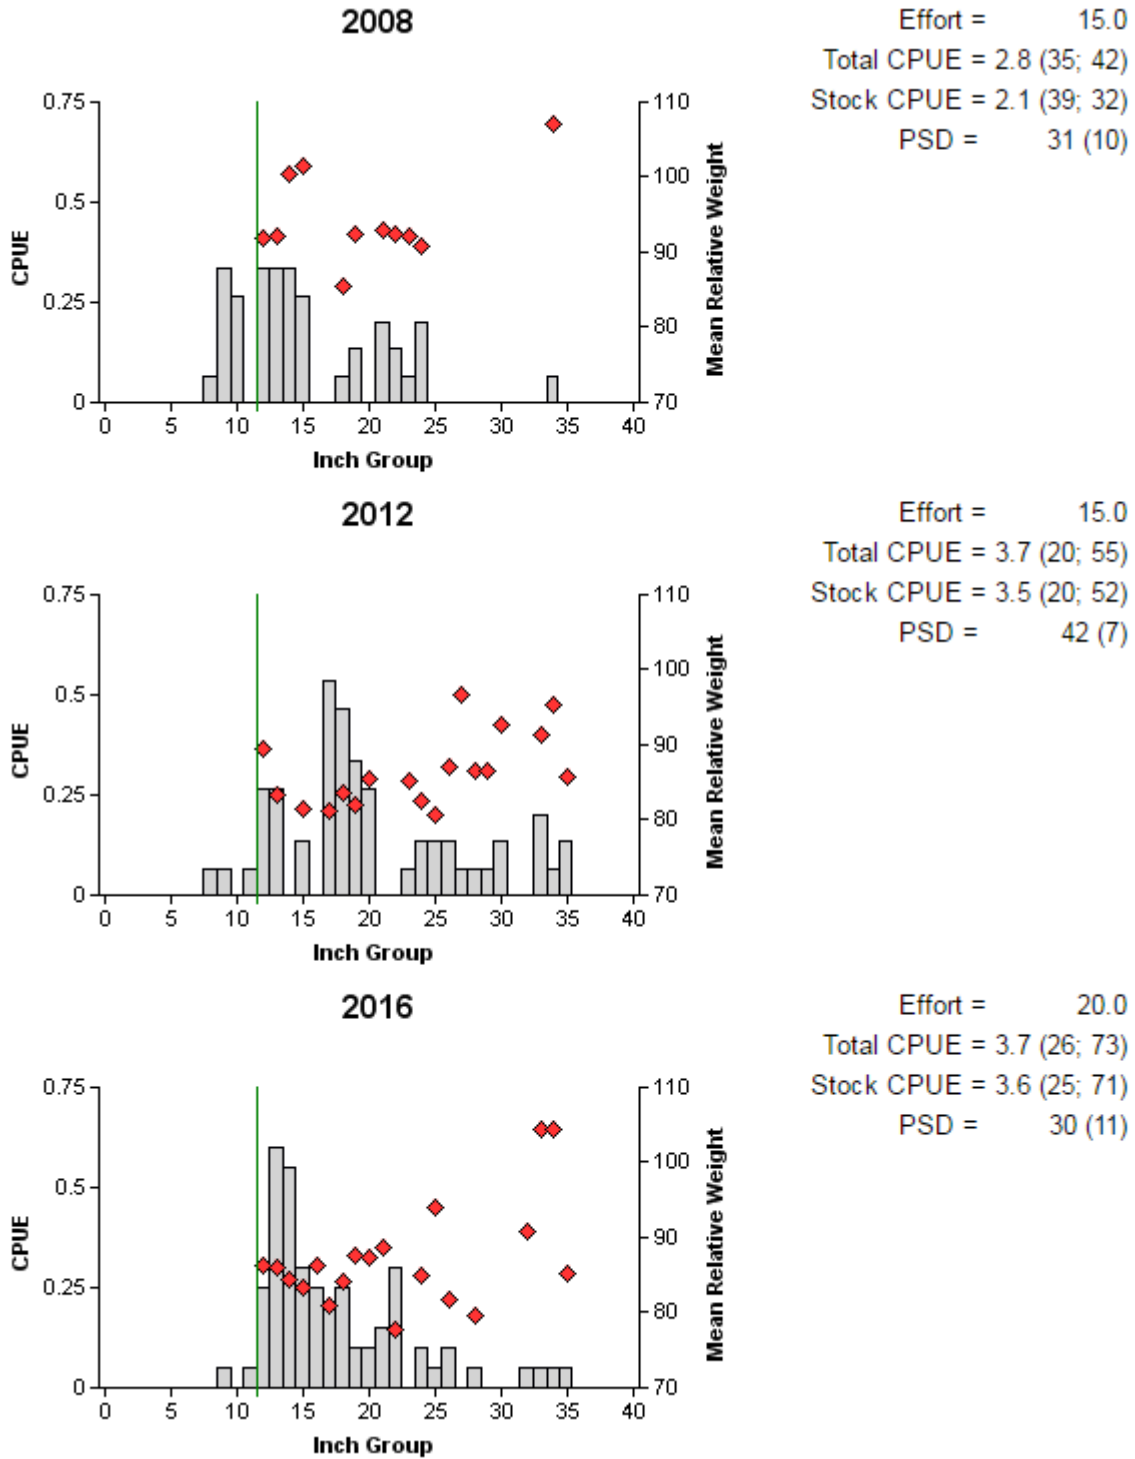 2008
Effort = 15.0
Total CPUE = 2.8 (35; 42)
Stock CPUE = 2.1 (39; 32)
PSD = 31 (10)
0.75
0.5
0.25
0
CPUE
110
100
90
80
70
Mean Relative Weight
0 5 10 15 20 25 30 35 40
Inch Group
2012
Effort = 15.0
Total CPUE = 3.7 (20; 55)
Stock CPUE = 3.5 (20; 52)
PSD = 42 (7)
0.75
0.5
0.25
0
CPUE
110
100
90
80
70
Mean Relative Weight
0 5 10 15 20 25 30 35 40
Inch Group
2016
Effort = 20.0
Total CPUE = 3.7 (26; 73)
Stock CPUE = 3.6 (25; 71)
PSD = 30 (11)
0.75
0.5
0.25
0
CPUE
110
100
90
80
70
Mean Relative Weight
0 5 10 15 20 25 30 35 40
Inch Group